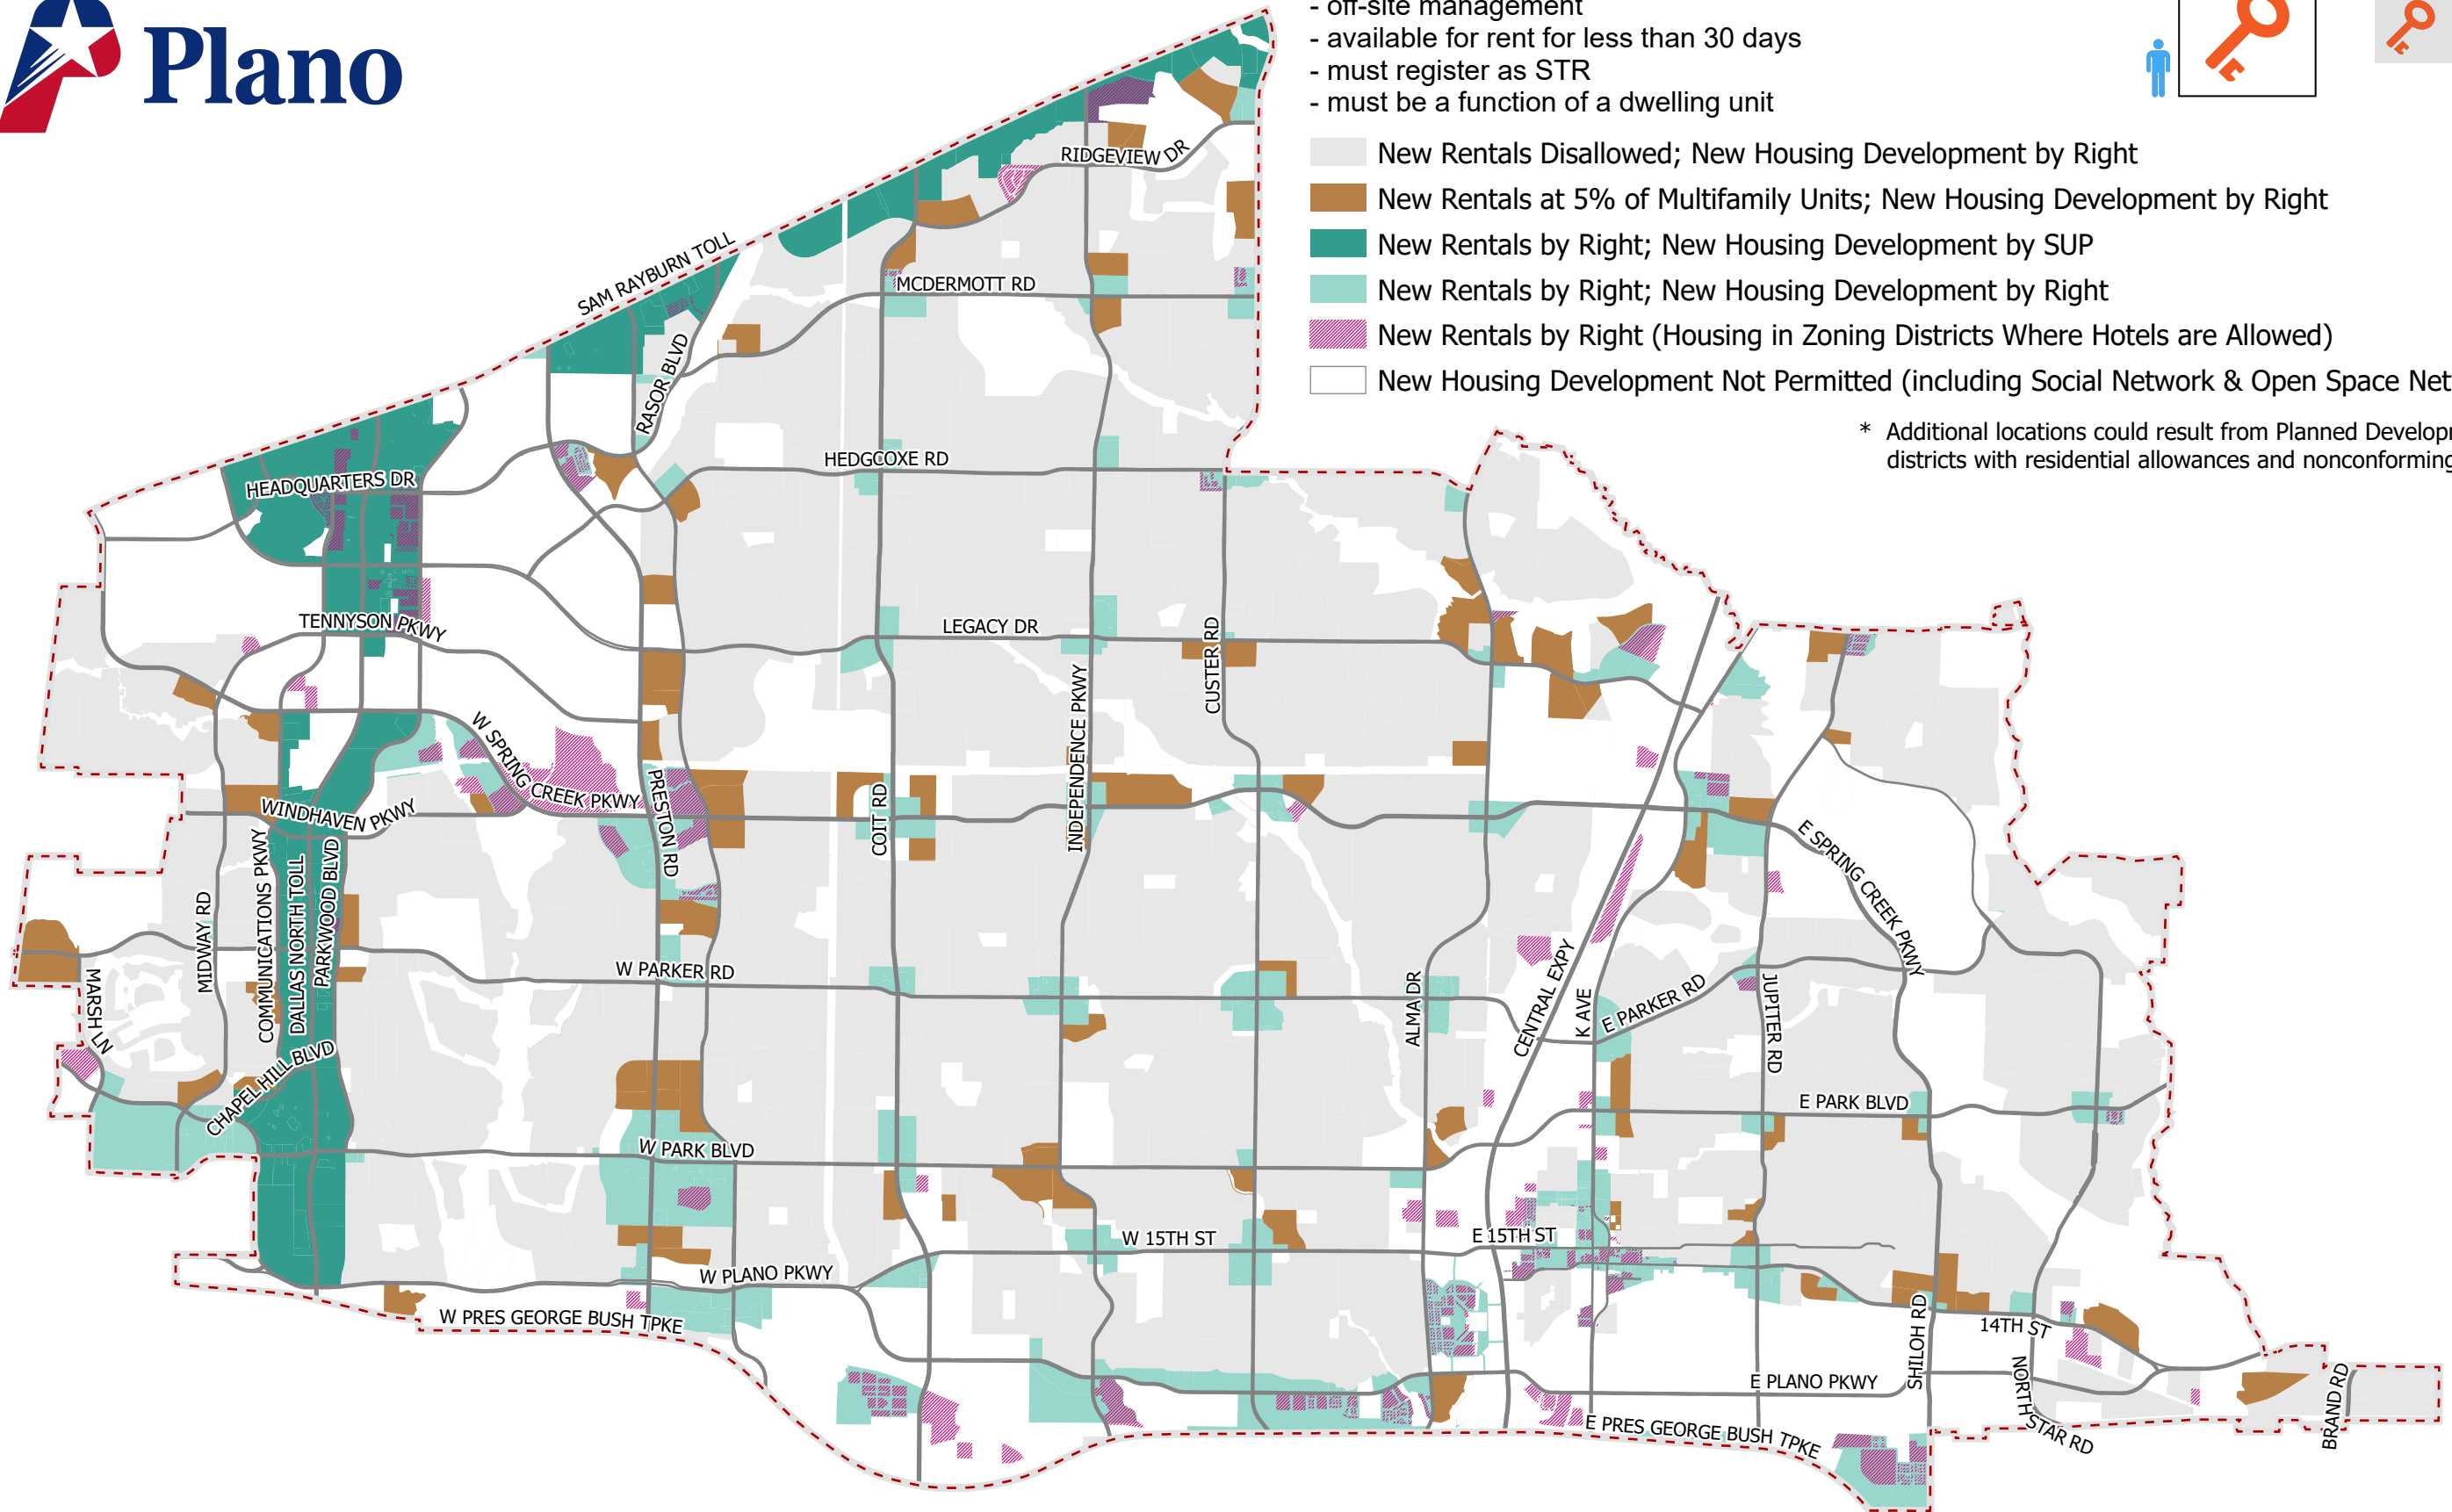 Plano
- off-site management
- available for rent for less than 30 days
- must register as STR
- must be a function of a dwelling unit
New Rentals Disallowed; New Housing Development by Right
New Rentals at 5% of Multifamily Units; New Housing Development by Right
New Rentals by Right; New Housing Development by SUP
New Rentals by Right; New Housing Development by Right
New Rentals by Right (Housing in Zoning Districts Where Hotels are Allowed)
New Housing Development Not Permitted (including Social Network & Open Space Net
* Additional locations could result from Planned Develop
districts with residential allowances and nonconforming
RIDGEVIEW DR
SAM RAYBURN TOLL
MCDERMOTT RD
RASOR BLVD
HEDGCOXE RD
HEADQUARTERS DR
TENNYSON PKWY
LEGACY DR
CUSTER RD
INDEPENDENCE PKWY
W SPRING CREEK PKWY
PRESTON RD
COIT RD
WINDHAVEN PKWY
E SPRING CREEK PKWY
MIDWAY RD
COMMUNICATIONS PKWY
DALLAS NORTH TOLL
PARKWOOD BLVD
W PARKER RD
MARSH LN
ALMA DR
CENTRAL EXPY
K AVE
E PARKER RD
JUPITER RD
CHAPEL HILL BLVD
E PARK BLVD
W PARK BLVD
W 15TH ST
E 15TH ST
W PLANO PKWY
W PRES GEORGE BUSH TPKE
SHILOH RD
14TH ST
NORTH STAR RD
E PLANO PKWY
BRAND RD
E PRES GEORGE BUSH TPKE